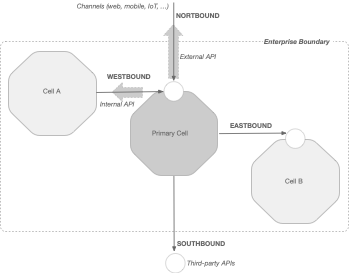 Channels (web, mobile, IoT, ...)
NORTHBOUND
Enterprise Boundary
External API
WESTBOUND
Cell A
Internal API
EASTBOUND
Primary Cell
Cell B
SOUTHBOUND
Third-party APIs